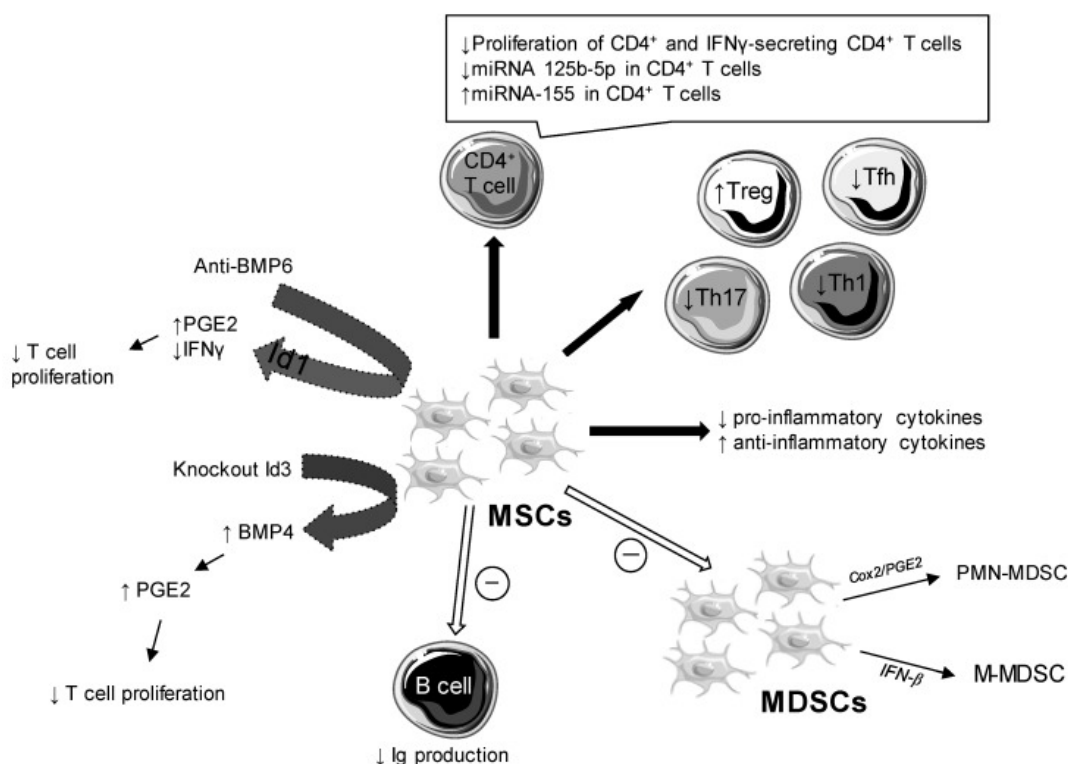 ↓Proliferation of CD4⁺ and IFNγ-secreting CD4⁺ T cells
↓miRNA 125b-5p in CD4⁺ T cells
↑miRNA-155 in CD4⁺ T cells
CD4⁺
T cell
↑Treg
↓Tfh
↓Th17
↓Th1
Anti-BMP6
↑PGE2
↓IFNγ
Id1
↓ T cell
proliferation
↓ pro-inflammatory cytokines
↑ anti-inflammatory cytokines
Knockout Id3
MSCs
↑ BMP4
↑ PGE2
↓ T cell proliferation
−
−
B cell
↓ Ig production
Cox2/PGE2
PMN-MDSC
IFN-β
M-MDSC
MDSCs